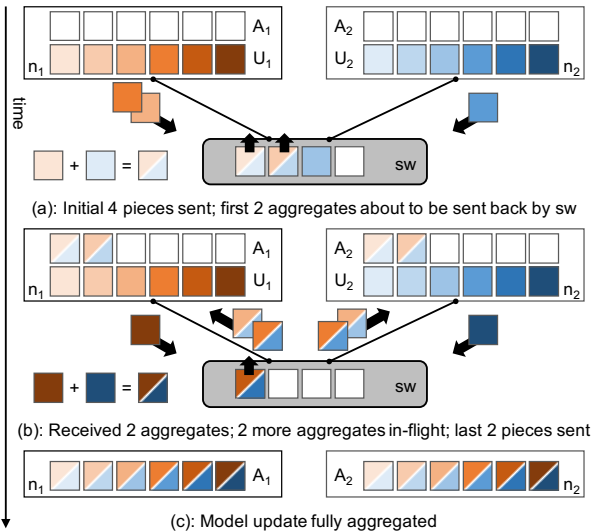 time
A1 A2
n1 U1 U2 n2
+ = sw
(a): Initial 4 pieces sent; first 2 aggregates about to be sent back by sw
A1 A2
n1 U1 U2 n2
+ = sw
(b): Received 2 aggregates; 2 more aggregates in-flight; last 2 pieces sent
n1 A1 A2 n2
(c): Model update fully aggregated